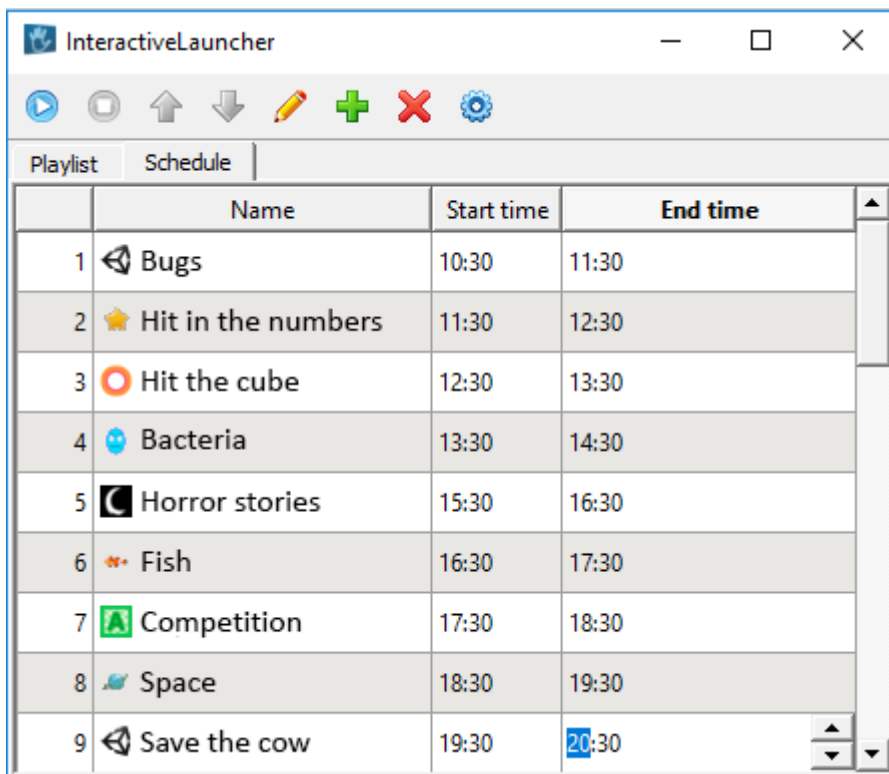 InteractiveLauncher
Playlist Schedule
Name Start time End time
1 Bugs 10:30 11:30
2 Hit in the numbers 11:30 12:30
3 Hit the cube 12:30 13:30
4 Bacteria 13:30 14:30
5 Horror stories 15:30 16:30
6 Fish 16:30 17:30
7 Competition 17:30 18:30
8 Space 18:30 19:30
9 Save the cow 19:30 20:30